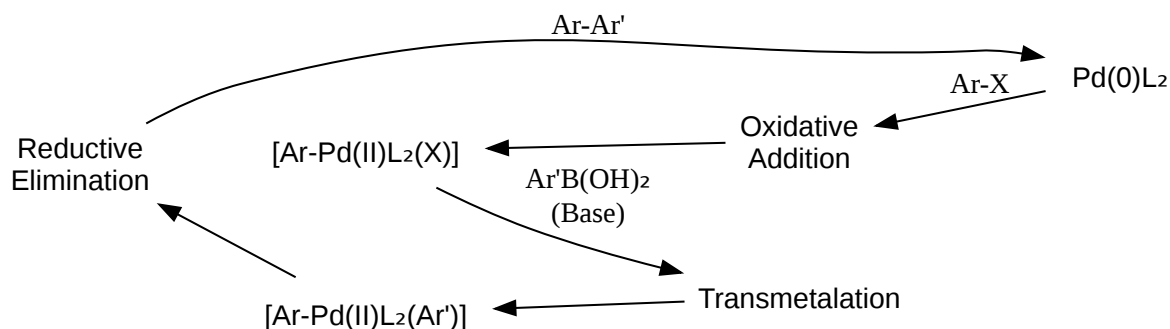 Ar-Ar'
Pd(0)L₂
Ar-X
Oxidative
Addition
[Ar-Pd(II)L₂(X)]
Reductive
Elimination
Ar'B(OH)₂
(Base)
Transmetalation
[Ar-Pd(II)L₂(Ar')]